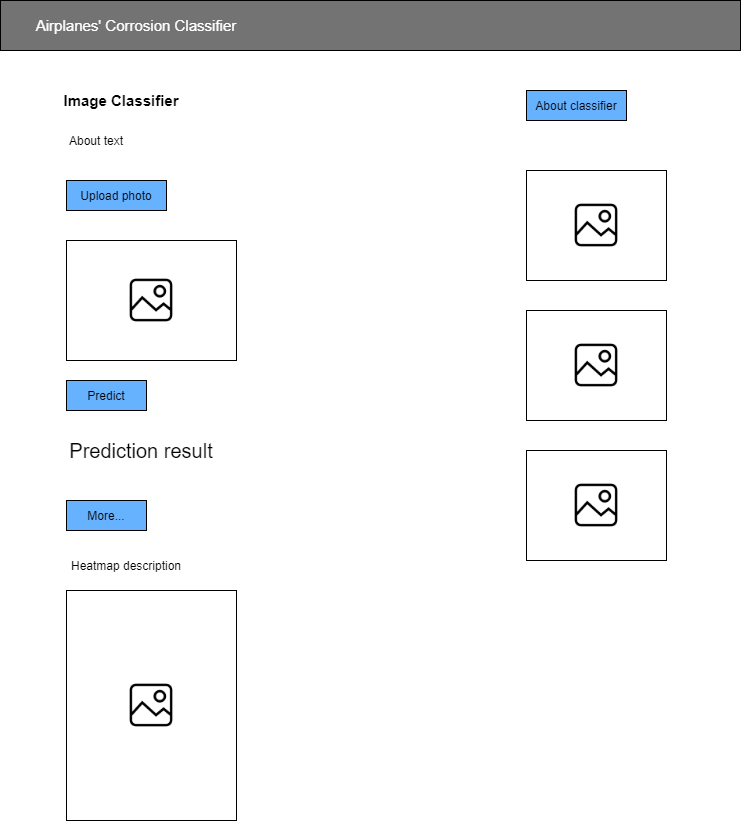 Airplanes' Corrosion Classifier
Image Classifier
About text
Upload photo
Predict
Prediction result
More...
Heatmap description
About classifier